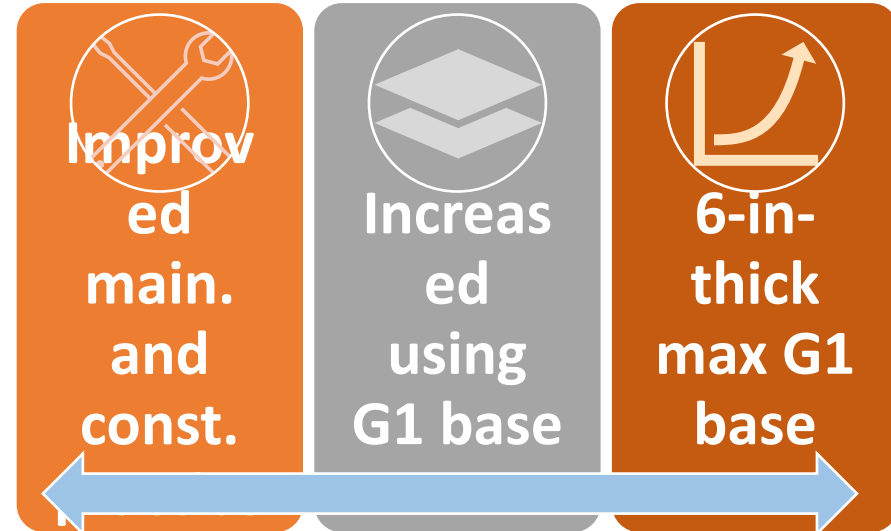 Improv
ed
main.
and
const.
Increas
ed
using
G1 base
6-in-
thick
max G1
base